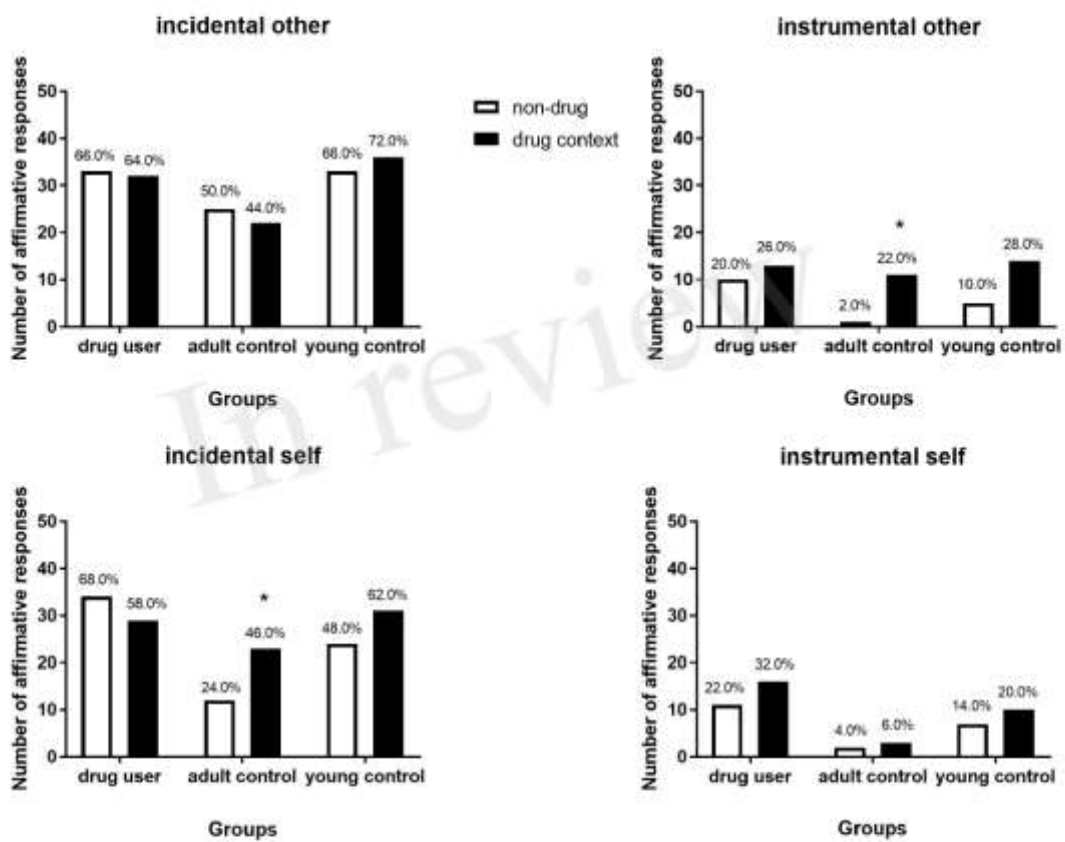 incidental other
Number of affirmative responses
50
40
30
20
10
0
66.0%
64.0%
50.0%
44.0%
66.0%
72.0%
drug user
adult control
young control
Groups
non-drug
drug context
instrumental other
Number of affirmative responses
50
40
30
20
10
0
20.0%
26.0%
2.0%
*
22.0%
10.0%
28.0%
drug user
adult control
young control
Groups
In review
incidental self
Number of affirmative responses
50
40
30
20
10
0
68.0%
58.0%
24.0%
*
46.0%
48.0%
62.0%
drug user
adult control
young control
Groups
instrumental self
Number of affirmative responses
50
40
30
20
10
0
22.0%
32.0%
4.0%
6.0%
14.0%
20.0%
drug user
adult control
young control
Groups